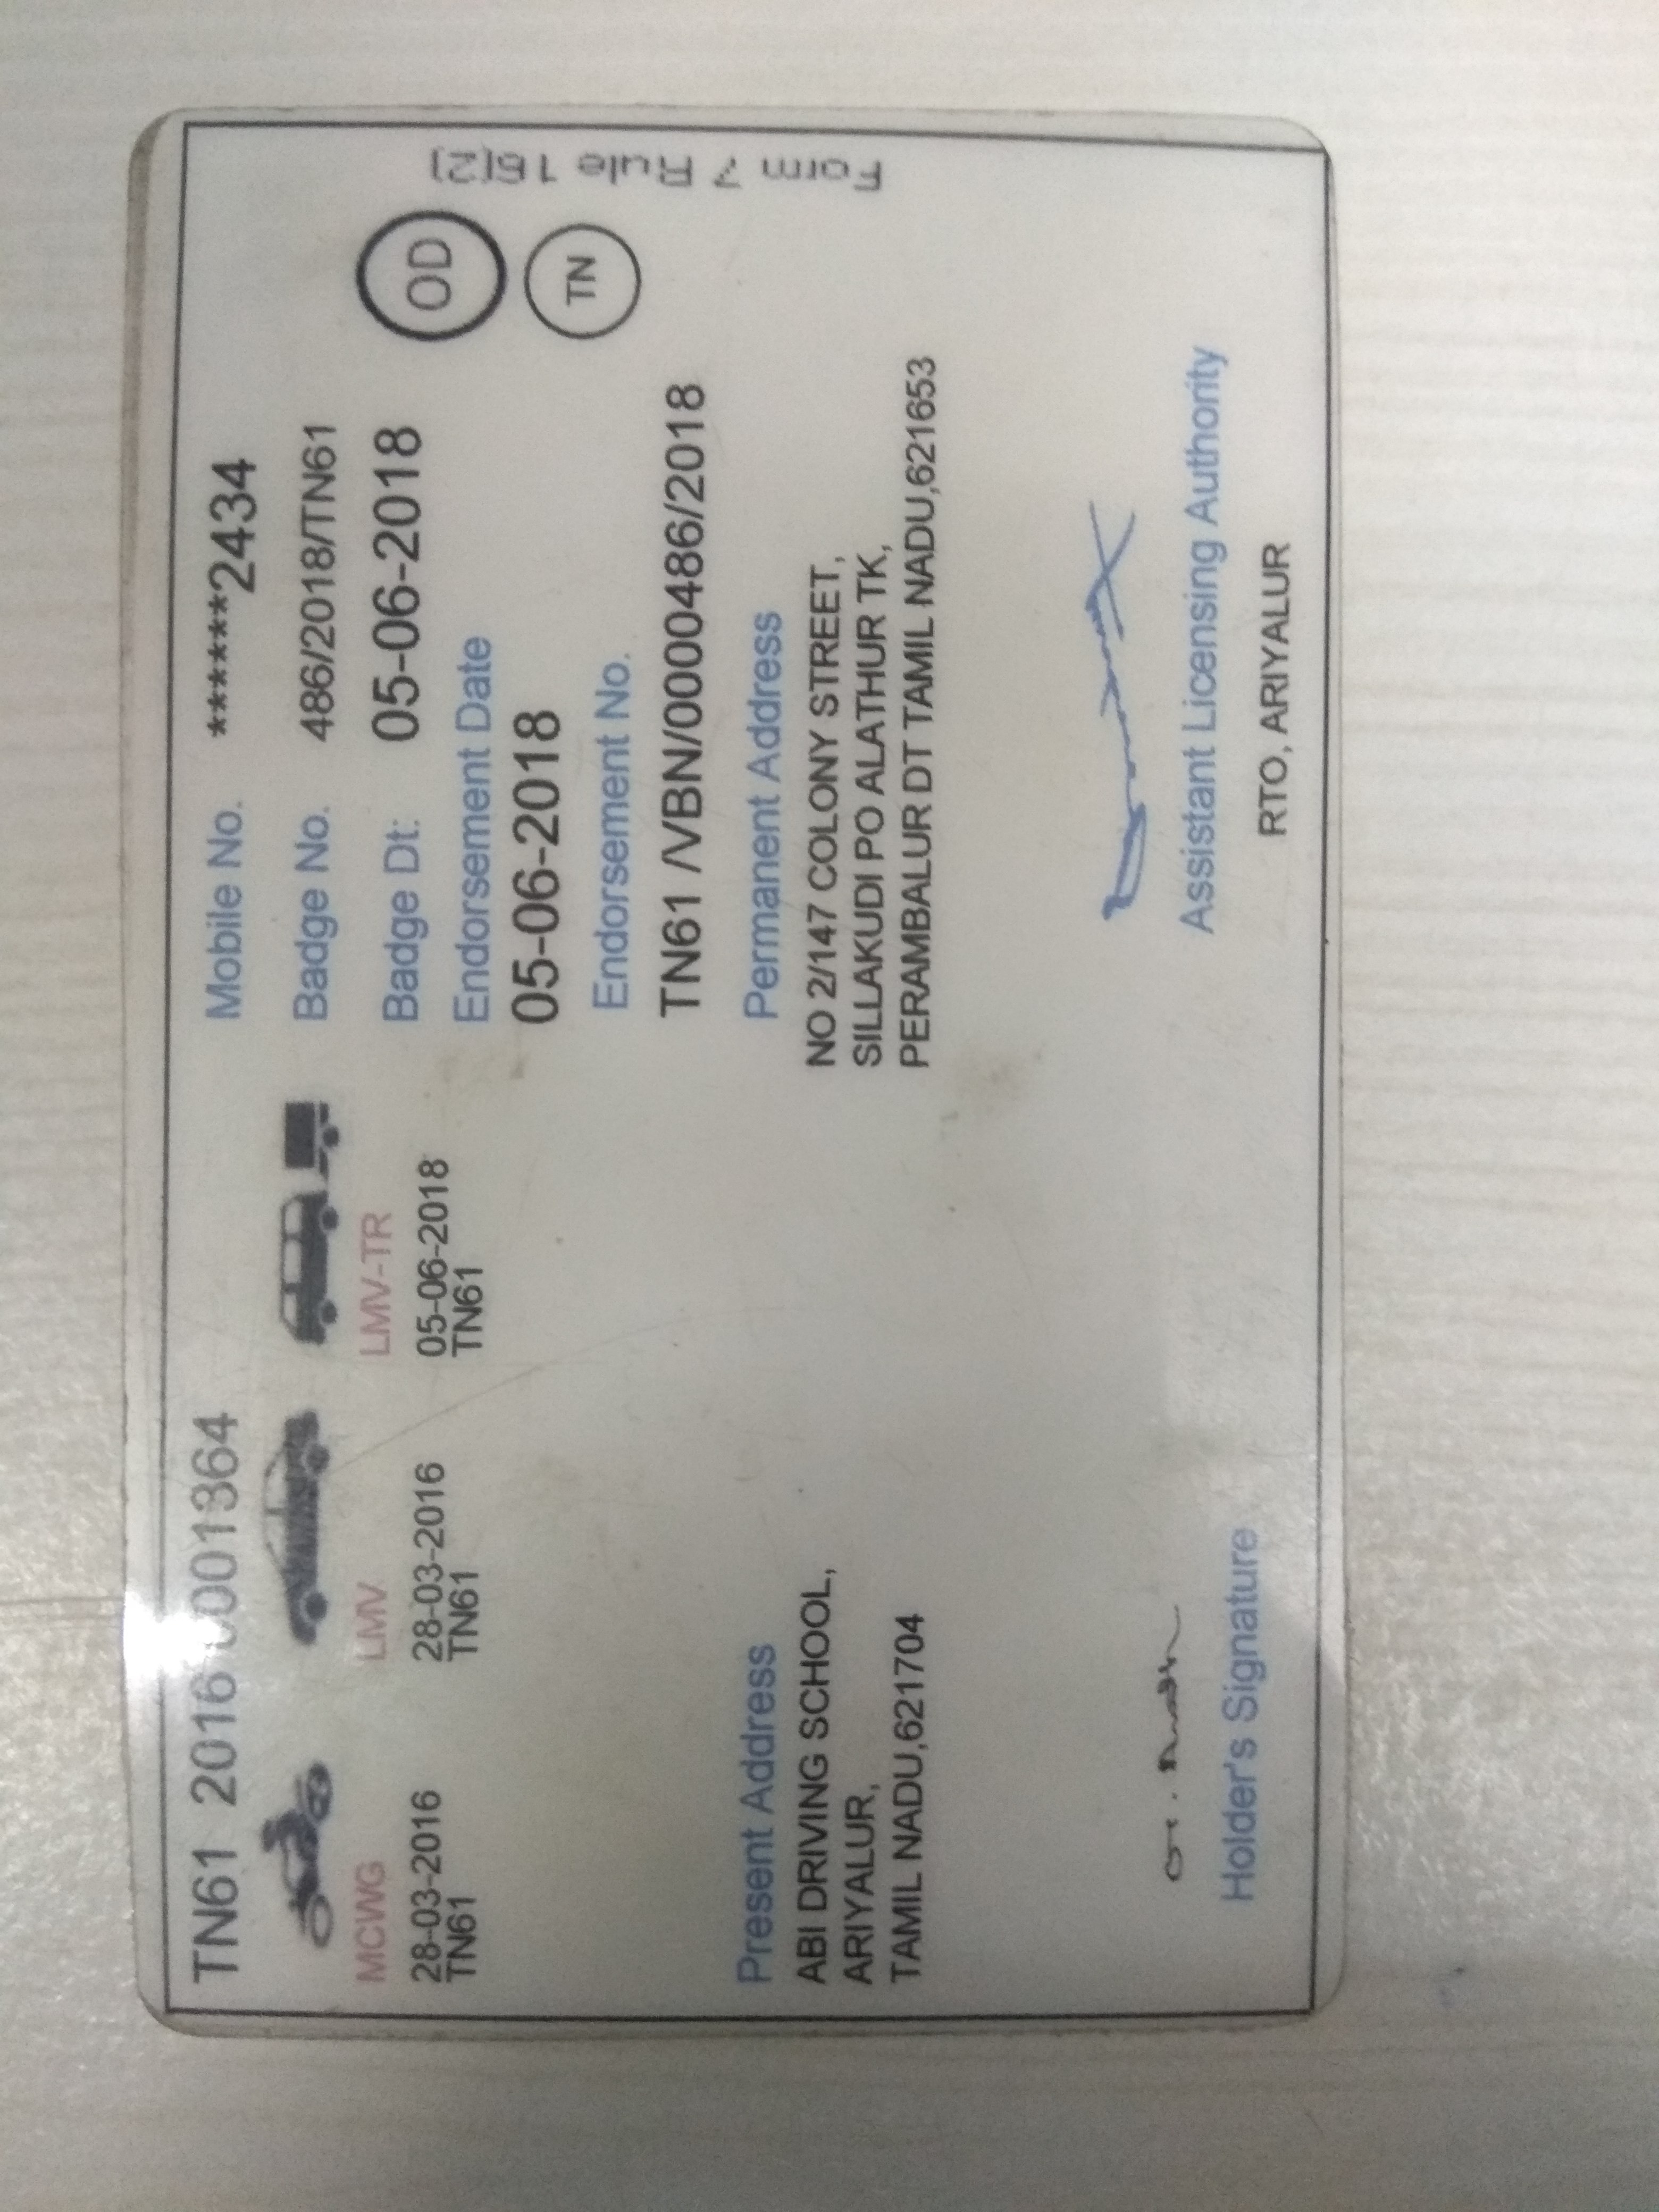 TN61 2016 0001364
MCWG
28-03-2016
TN61
LMV
28-03-2016
TN61
LMV-TR
05-06-2018
TN61
Mobile No. ******2434
Badge No. 486/2018/TN61
Badge Dt: 05-06-2018
Endorsement Date
05-06-2018
Endorsement No.
TN61 /VBN/0000486/2018
OD
TN
Form 7 Rule 16(2)
Present Address
ABI DRIVING SCHOOL,
ARIYALUR,
TAMIL NADU,621704
Permanent Address
NO 2/147 COLONY STREET,
SILLAKUDI PO ALATHUR TK,
PERAMBALUR DT TAMIL NADU,621653
Holder's Signature
Assistant Licensing Authority
RTO, ARIYALUR